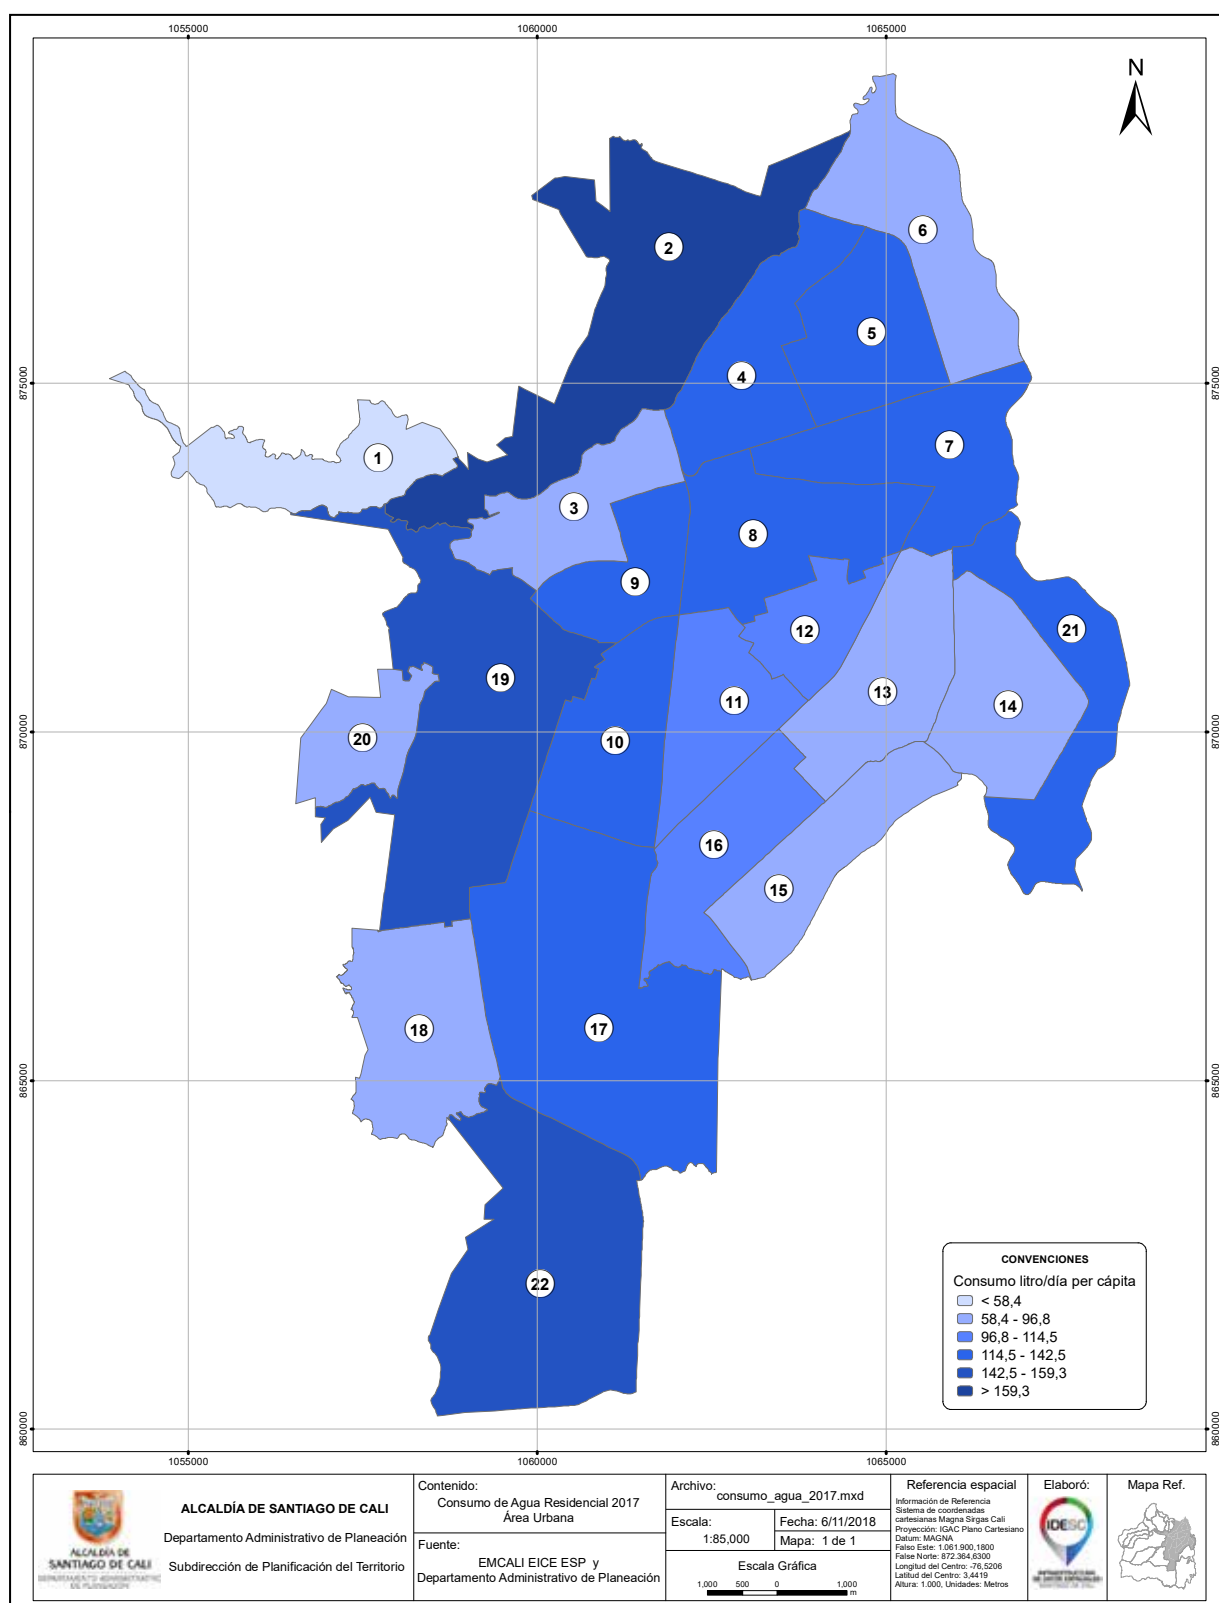 1055000
1060000
1065000
N
875000
875000
870000
870000
865000
865000
860000
860000
2
6
5
4
1
7
3
8
9
12
21
19
13
11
14
20
10
16
15
18
17
22
CONVENCIONES
Consumo litro/día per cápita
< 58,4
58,4 - 96,8
96,8 - 114,5
114,5 - 142,5
142,5 - 159,3
> 159,3
1055000
1060000
1065000
ALCALDÍA DE
SANTIAGO DE CALI
DEPARTAMENTO ADMINISTRATIVO
DE PLANEACIÓN
ALCALDÍA DE SANTIAGO DE CALI
Departamento Administrativo de Planeación
Subdirección de Planificación del Territorio
Contenido:
Consumo de Agua Residencial 2017
Área Urbana
Fuente:
EMCALI EICE ESP y
Departamento Administrativo de Planeación
Archivo:
consumo_agua_2017.mxd
Escala:
1:85,000
Fecha: 6/11/2018
Mapa: 1 de 1
Escala Gráfica
1,000 500 0 1,000
m
Referencia espacial
Información de Referencia
Sistema de coordenadas
cartesianas Magna Sirgas Cali
Proyección: IGAC Plano Cartesiano
Datum: MAGNA
Falso Este: 1.061.900,1800
False Norte: 872.364,6300
Longitud del Centro: -76,5206
Latitud del Centro: 3,4419
Altura: 1.000, Unidades: Metros
Elaboró:
IDESC
Mapa Ref.